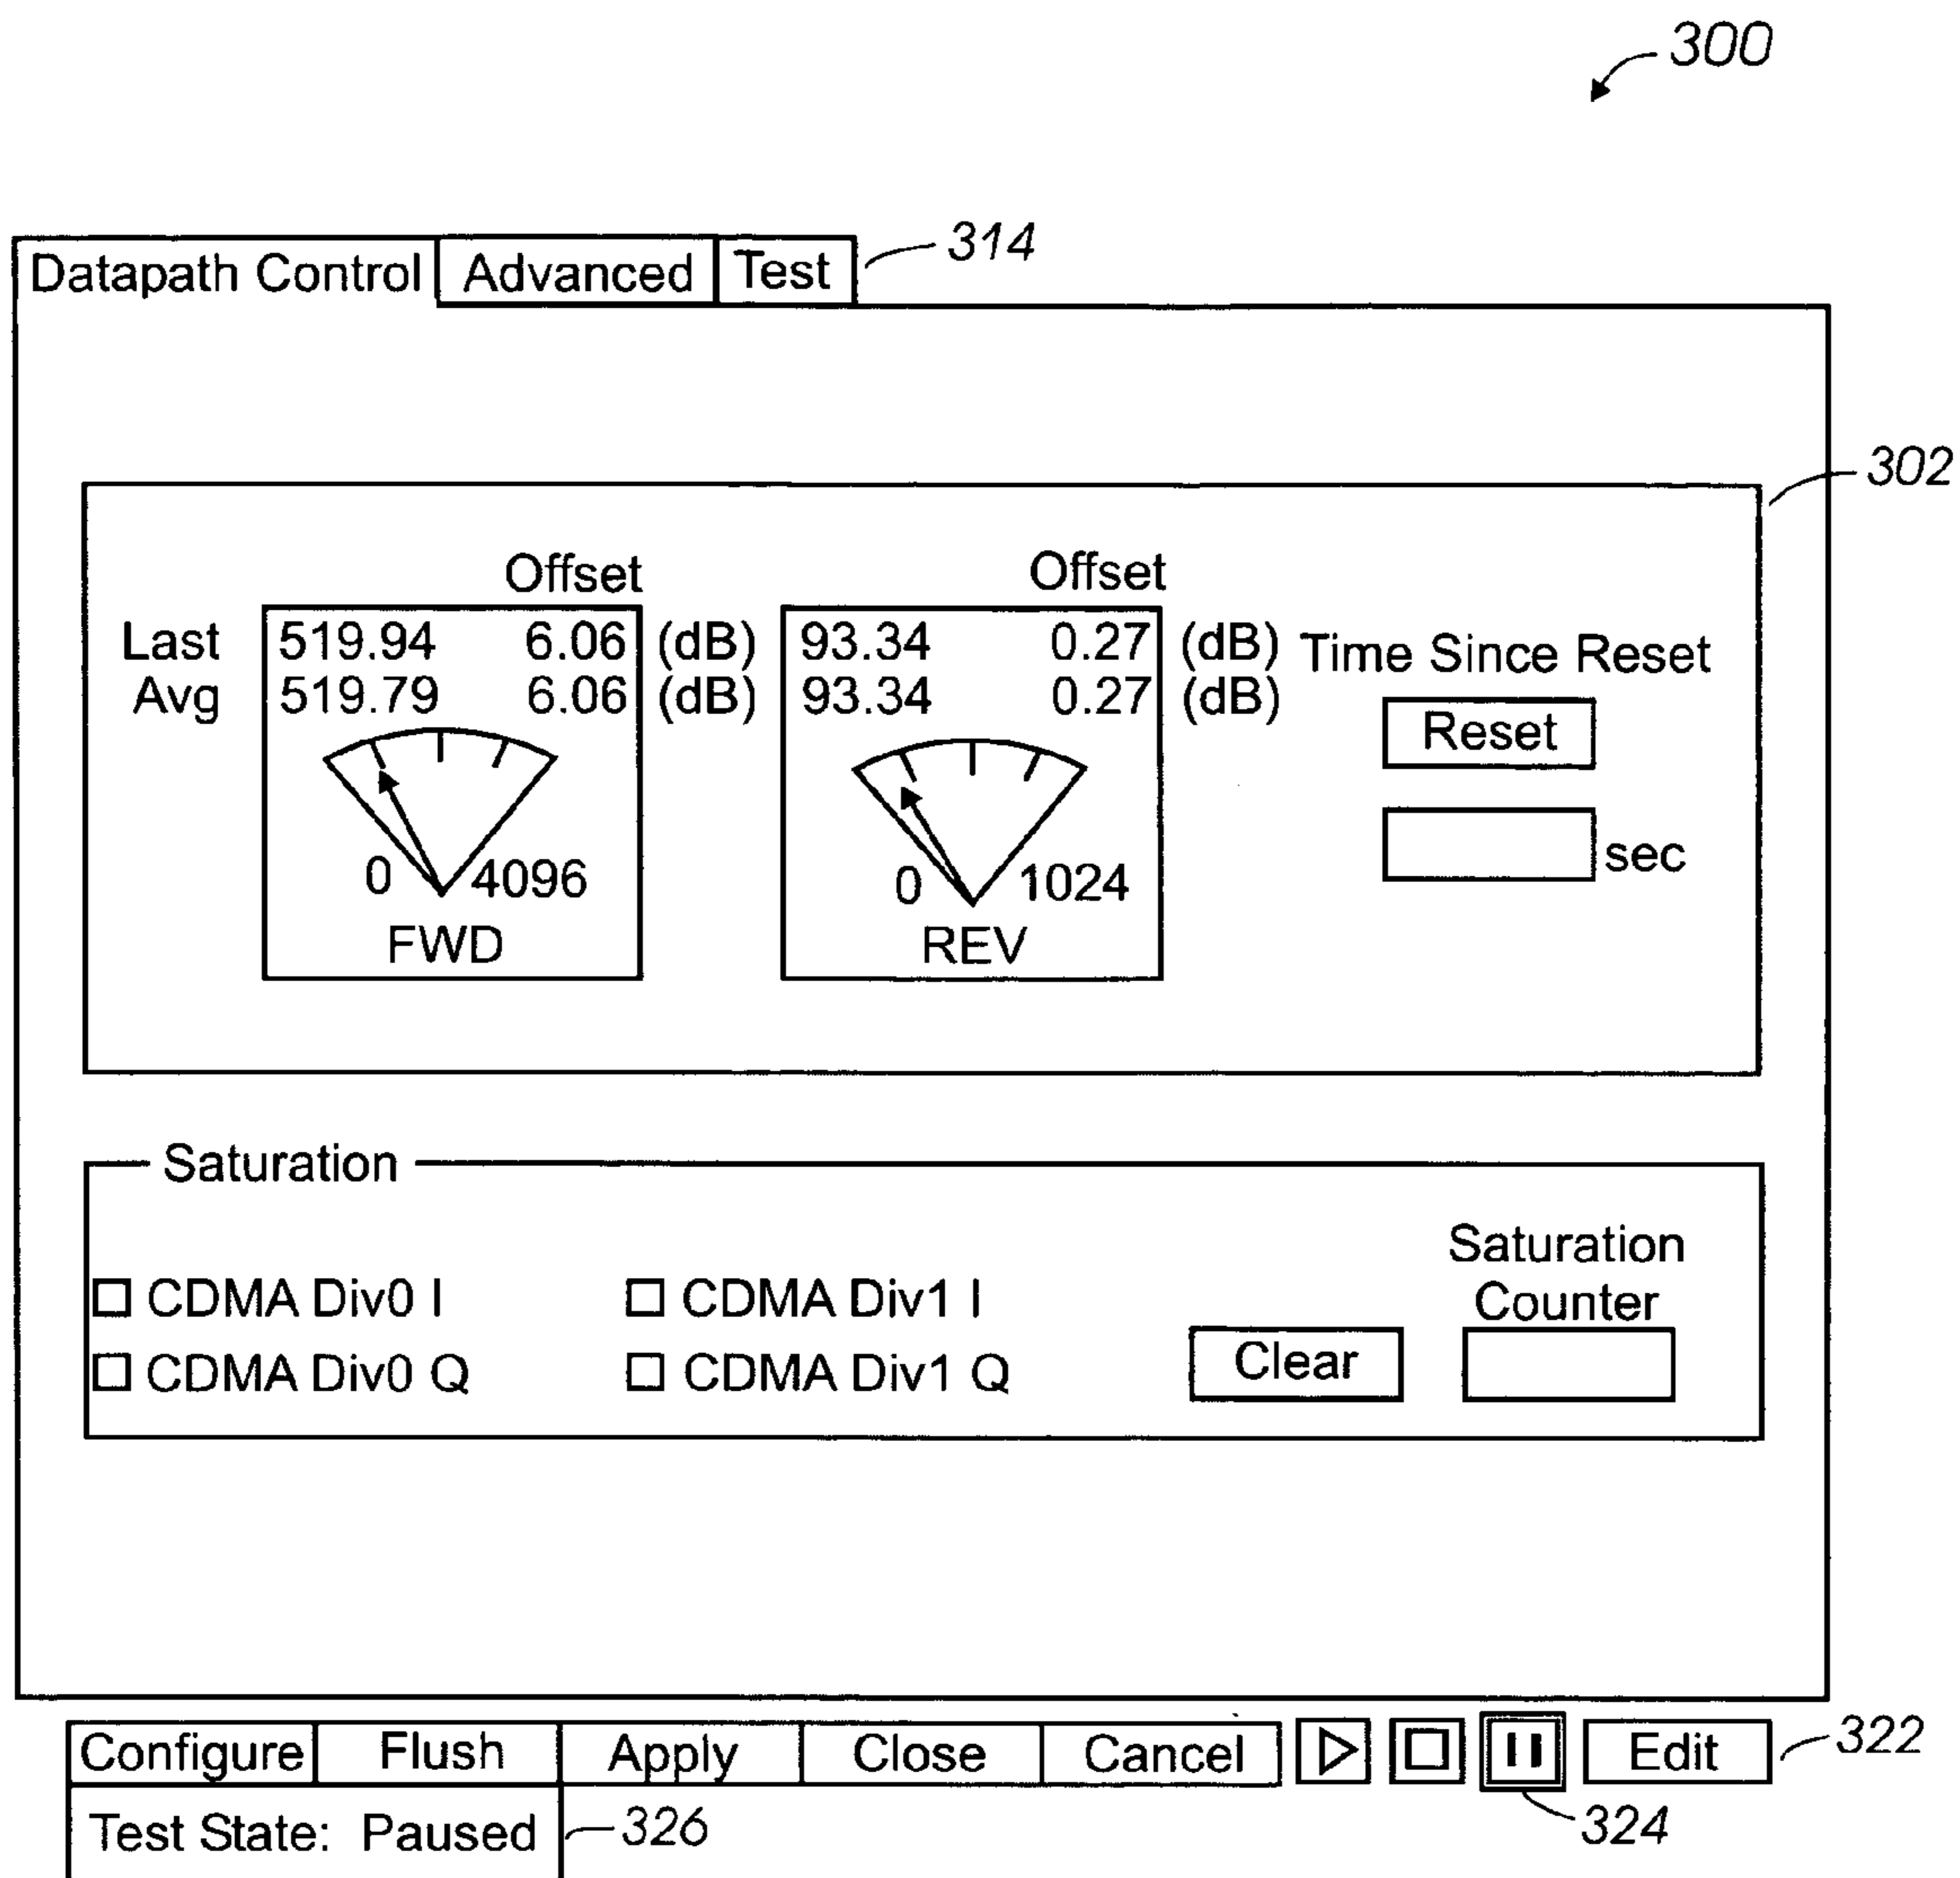 300
Datapath Control Advanced Test 314
302
Offset Offset
Last 519.94 6.06 (dB) 93.34 0.27 (dB) Time Since Reset
Avg 519.79 6.06 (dB) 93.34 0.27 (dB)
Reset
0 4096 0 1024 sec
FWD REV
Saturation
Saturation
Counter
CDMA Div0 I CDMA Div1 I
CDMA Div0 Q CDMA Div1 Q Clear
Configure Flush Apply Close Cancel Edit 322
Test State: Paused 326 324